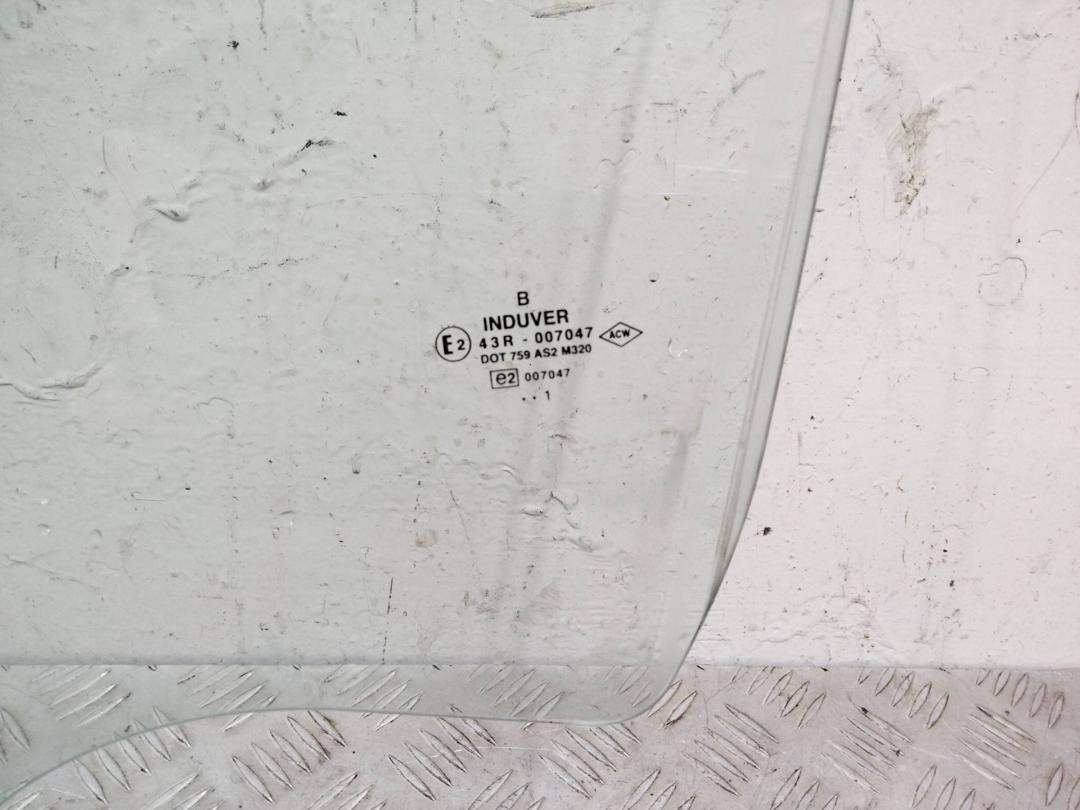 B
INDUVER
E2 43R - 007047 ACW
DOT 759 AS2 M320
e2 007047
. . 1